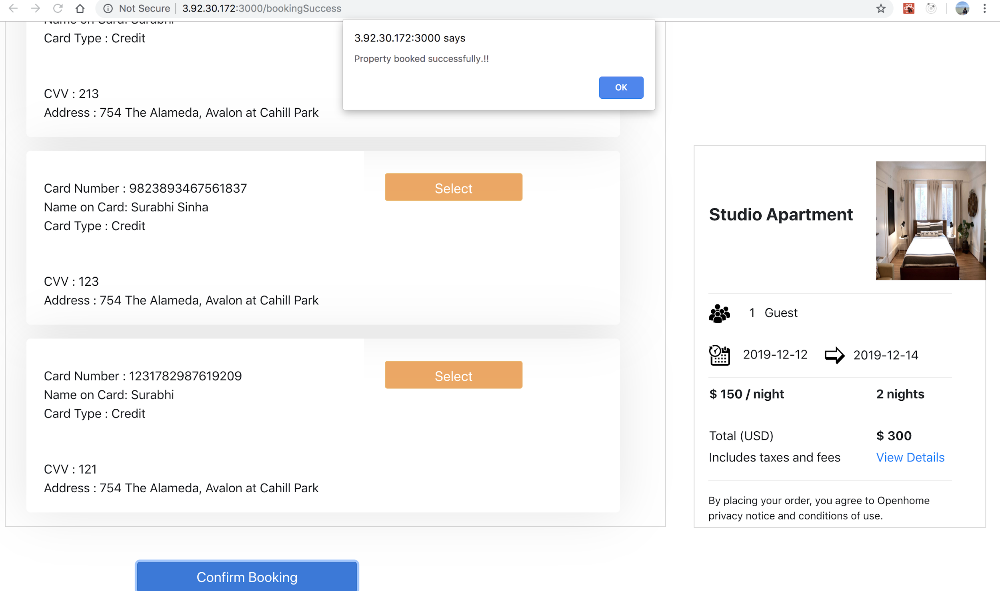 Not Secure | 3.92.30.172:3000/bookingSuccess
3.92.30.172:3000 says
Property booked successfully.!!
OK
Name on Card: Surabhi
Card Type : Credit
CVV : 213
Address : 754 The Alameda, Avalon at Cahill Park
Card Number : 9823893467561837
Select
Name on Card: Surabhi Sinha
Card Type : Credit
CVV : 123
Address : 754 The Alameda, Avalon at Cahill Park
Card Number : 1231782987619209
Select
Name on Card: Surabhi
Card Type : Credit
CVV : 121
Address : 754 The Alameda, Avalon at Cahill Park
Confirm Booking
Studio Apartment
1 Guest
2019-12-12 2019-12-14
$ 150 / night 2 nights
Total (USD) $ 300
Includes taxes and fees View Details
By placing your order, you agree to Openhome
privacy notice and conditions of use.